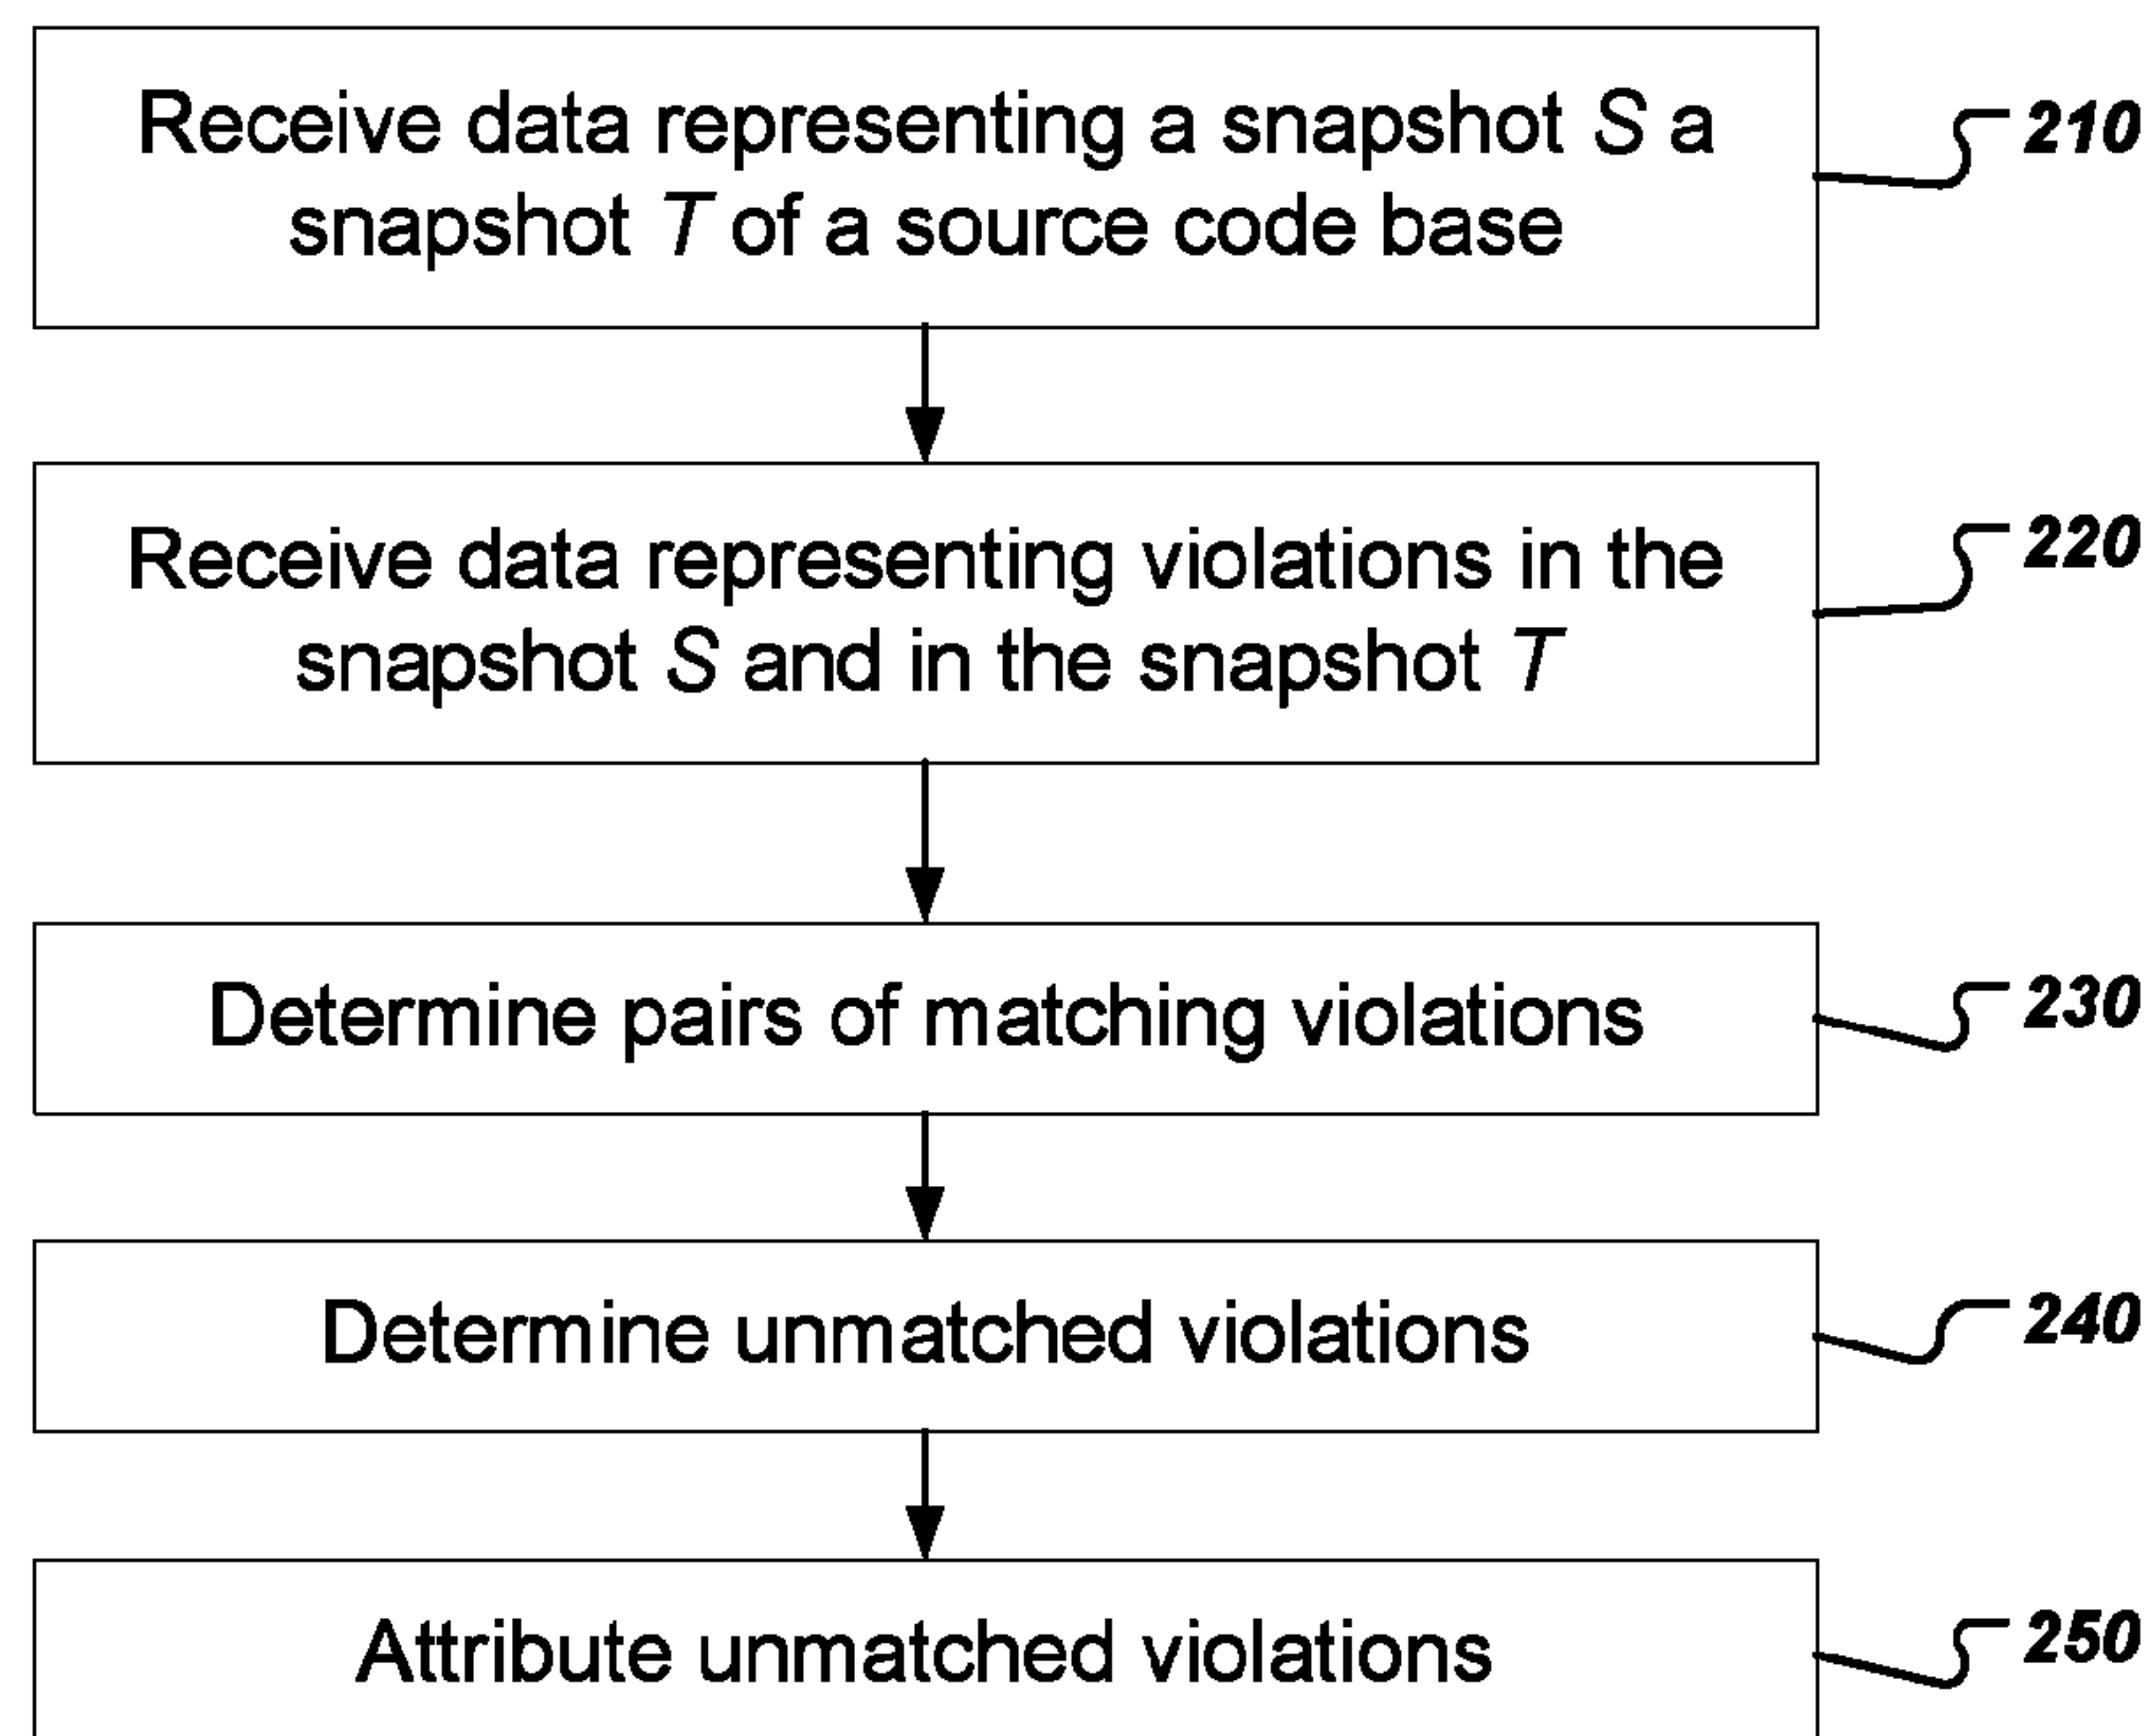 Receive data representing a snapshot S a
snapshot T of a source code base
210
Receive data representing violations in the
snapshot S and in the snapshot T
220
Determine pairs of matching violations
230
Determine unmatched violations
240
Attribute unmatched violations
250